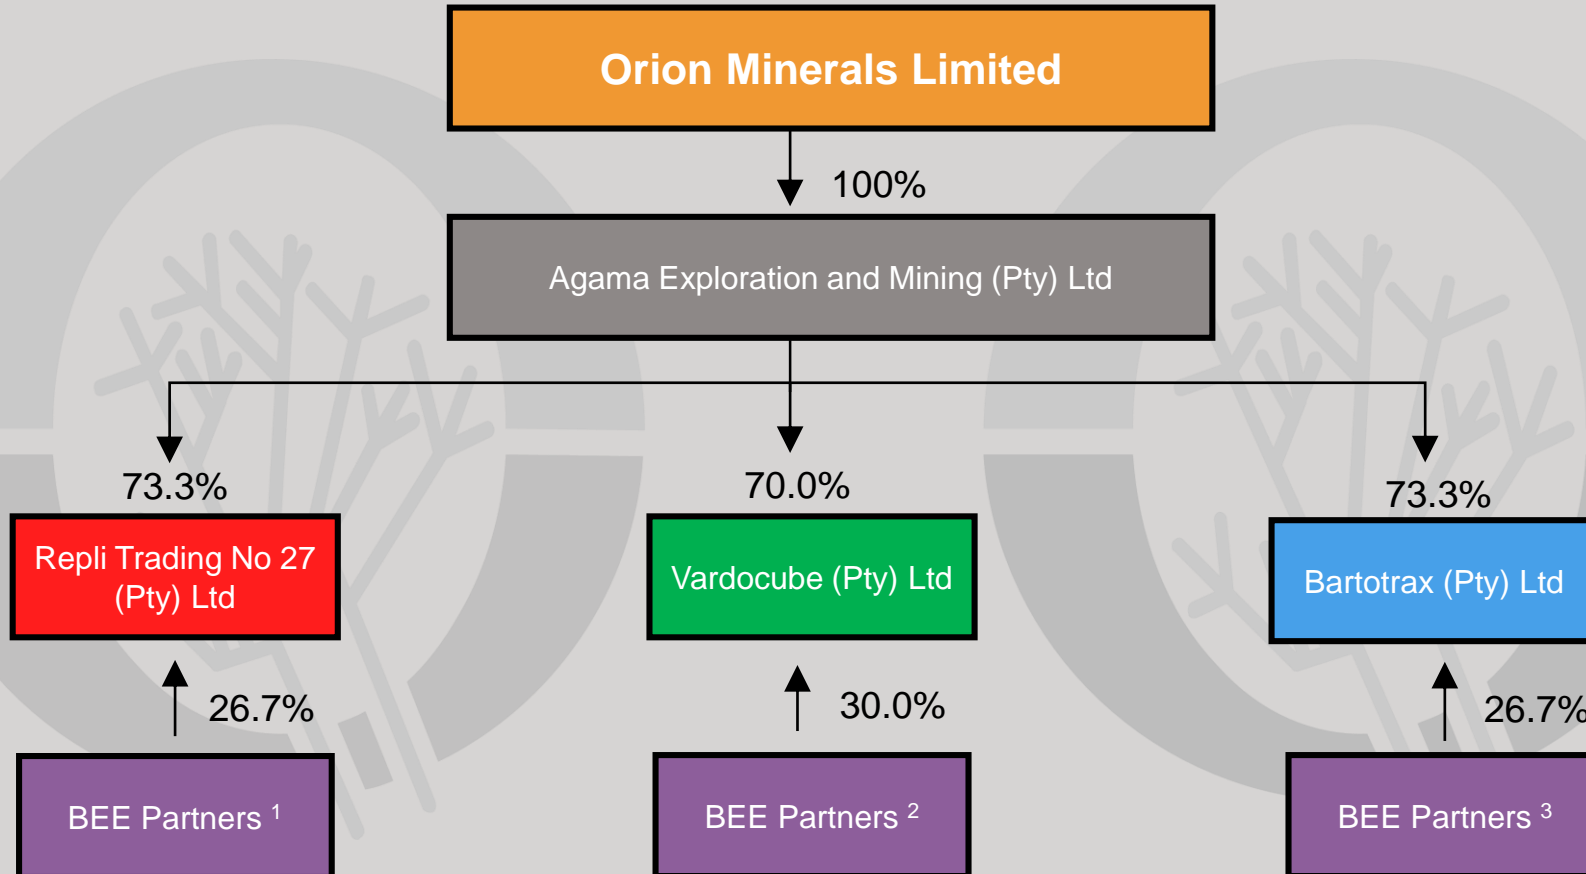 Orion Minerals Limited
100%
Agama Exploration and Mining (Pty) Ltd
73.3%
70.0%
73.3%
Repli Trading No 27
(Pty) Ltd
Vardocube (Pty) Ltd
Bartotrax (Pty) Ltd
26.7%
30.0%
26.7%
BEE Partners ¹
BEE Partners ²
BEE Partners ³